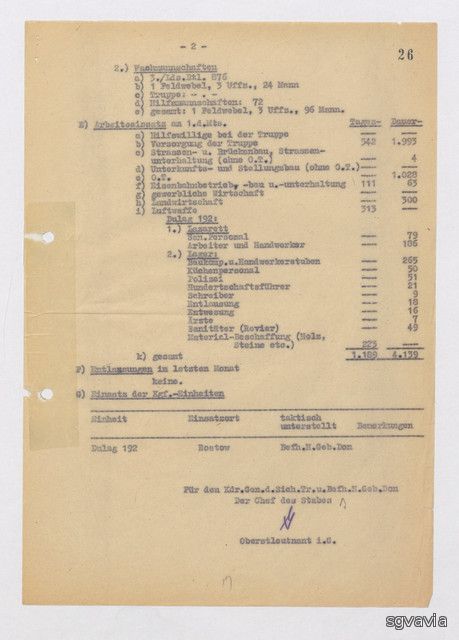 - 2 -
26
2.) Wachmannschaften
a) 3./Lds.Btl. 876
b) 1 Feldwebel, 3 Uffz., 24 Mann
c) Truppe: - . -
d) Hilfsmannschaften: 72
e) gesamt: 1 Feldwebel, 3 Uffz., 96 Mann.
E) Arbeitseinsatz am 1.d.Mts. Tages- Dauer-
a) Hilfswillige bei der Truppe — —
b) Versorgung der Truppe 542 1.993
c) Strassen- u. Brückenbau, Strassen-
unterhaltung (ohne O.T.) — 4
d) Unterkunfts- und Stellungsbau (ohne O.T.) — —
e) O.T. — 1.028
f) Eisenbahnbetrieb, -bau u.-unterhaltung 111 63
g) gewerbliche Wirtschaft — —
h) Landwirtschaft — 300
i) Luftwaffe 313 —
Dulag 192:
1.) Lazarett
San.Personal — 79
Arbeiter und Handwerker — 186
2.) Lager:
Baukomp.u.Handwerkerstuben — 265
Küchenpersonal — 50
Polizei — 51
Hundertschaftsführer — 21
Schreiber — 9
Entlausung — 18
Entwesung — 16
Ärzte — 7
Sanitäter (Revier) — 49
Material-Beschaffung (Holz,
Steine etc.) 223 —
k) gesamt 1.189 4.139
F) Entlassungen im letzten Monat
keine.
G) Einsatz der Kgf.-Einheiten
Einheit Einsatzort taktisch
unterstellt Bemerkungen
Dulag 192 Rostow Befh.H.Geb.Don
Für den Kdr.Gen.d.Sich.Tr.u.Befh.H.Geb.Don
Der Chef des Stabes
Oberstleutnant i.G.
sgvavia